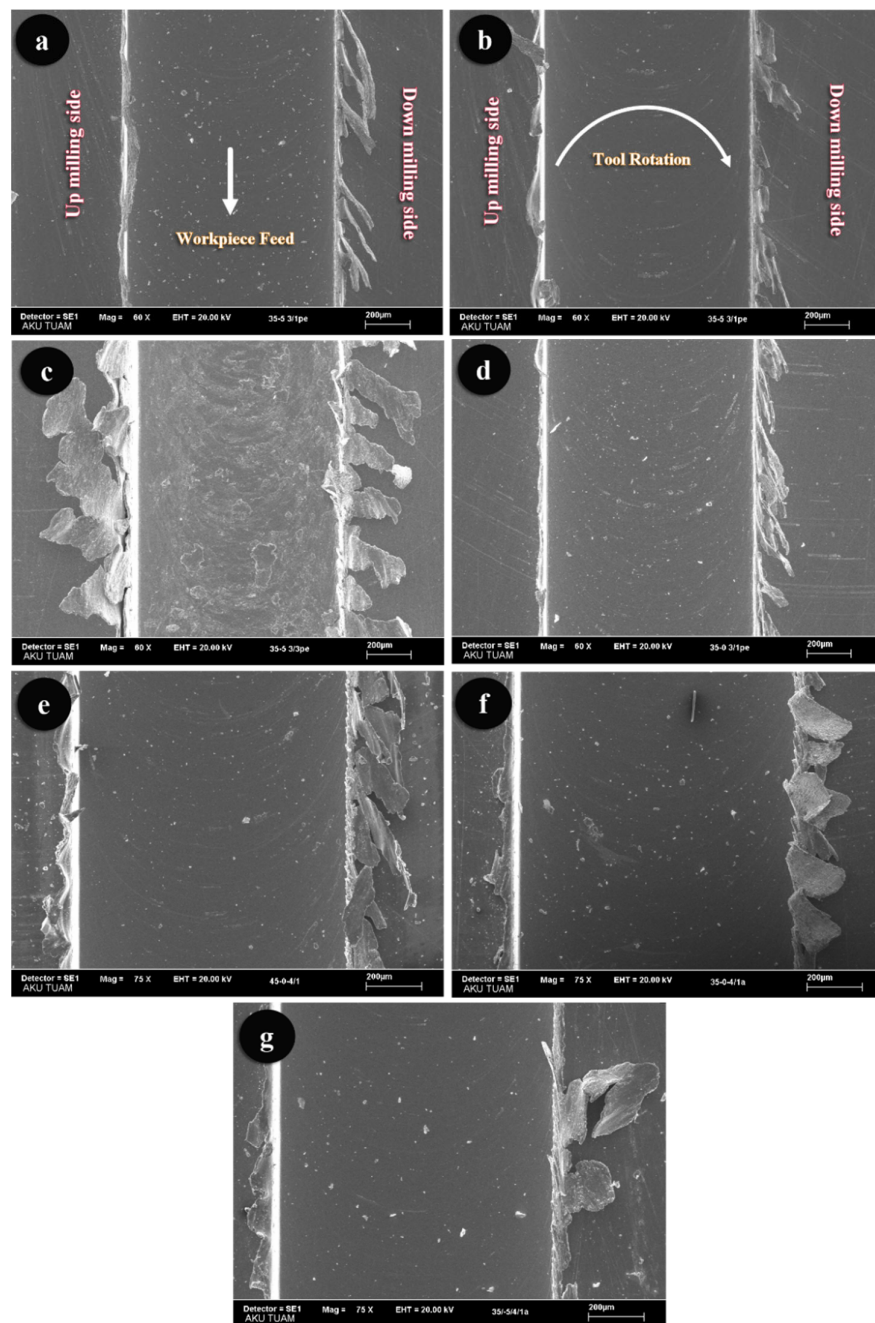 a
Up milling side
Down milling side
Workpiece Feed
Detector = SE1 Mag = 60 X EHT = 20.00 kV 35-5 3/1pe 200µm
AKU TUAM
b
Up milling side
Tool Rotation
Down milling side
Detector = SE1 Mag = 60 X EHT = 20.00 kV 35-5 3/1pe 200µm
AKU TUAM
c
Detector = SE1 Mag = 60 X EHT = 20.00 kV 35-5 3/3pe 200µm
AKU TUAM
d
Detector = SE1 Mag = 60 X EHT = 20.00 kV 35-0 3/1pe 200µm
AKU TUAM
e
Detector = SE1 Mag = 75 X EHT = 20.00 kV 45-0-4/1 200µm
AKU TUAM
f
Detector = SE1 Mag = 75 X EHT = 20.00 kV 35-0-4/1a 200µm
AKU TUAM
g
Detector = SE1 Mag = 75 X EHT = 20.00 kV 35/-5/4/1a 200µm
AKU TUAM